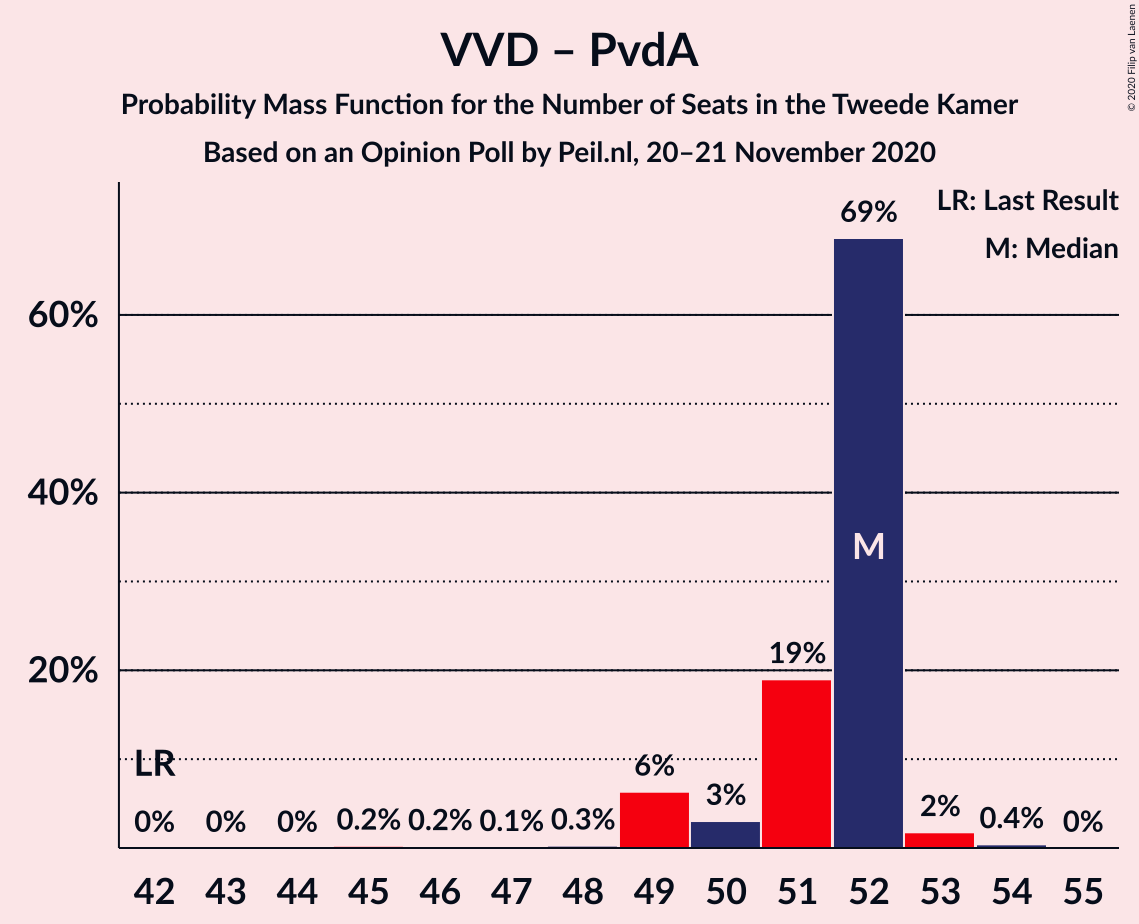 VVD – PvdA
Probability Mass Function for the Number of Seats in the Tweede Kamer
Based on an Opinion Poll by Peil.nl, 20–21 November 2020
© 2020 Filip van Laenen
LR: Last Result
M: Median
69%
60%
40%
M
19%
20%
LR
6%
3%
0% 0% 0% 0.2% 0.2% 0.1% 0.3% 2% 0.4% 0%
42 43 44 45 46 47 48 49 50 51 52 53 54 55